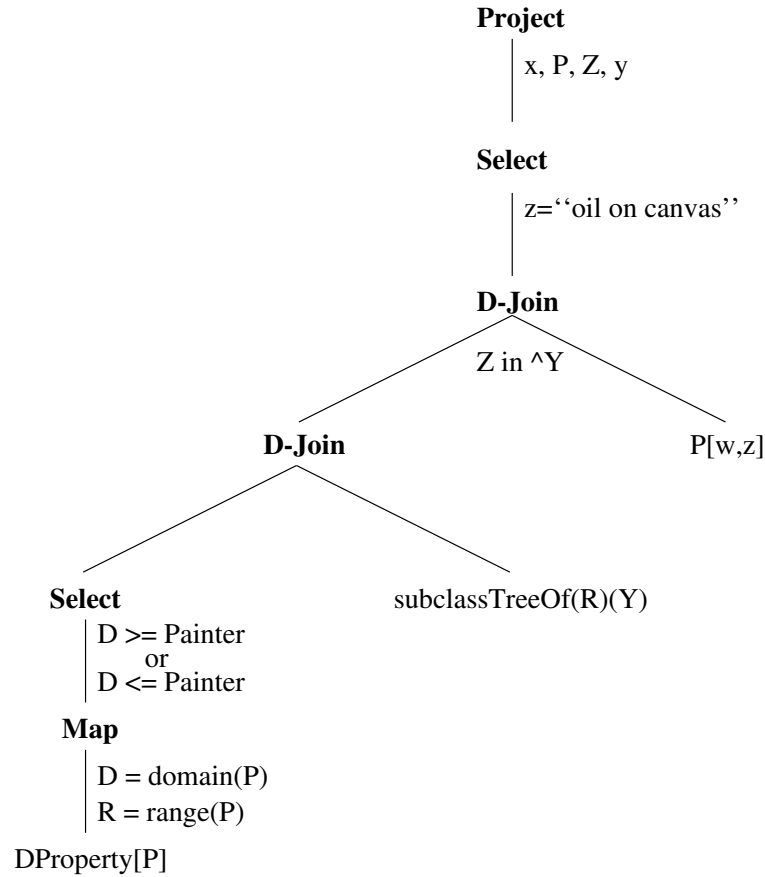 Project
x, P, Z, y
Select
z=‘‘oil on canvas’’
D-Join
Z in ^Y
D-Join
P[w,z]
Select
subclassTreeOf(R)(Y)
D >= Painter
or
D <= Painter
Map
D = domain(P)
R = range(P)
DProperty[P]